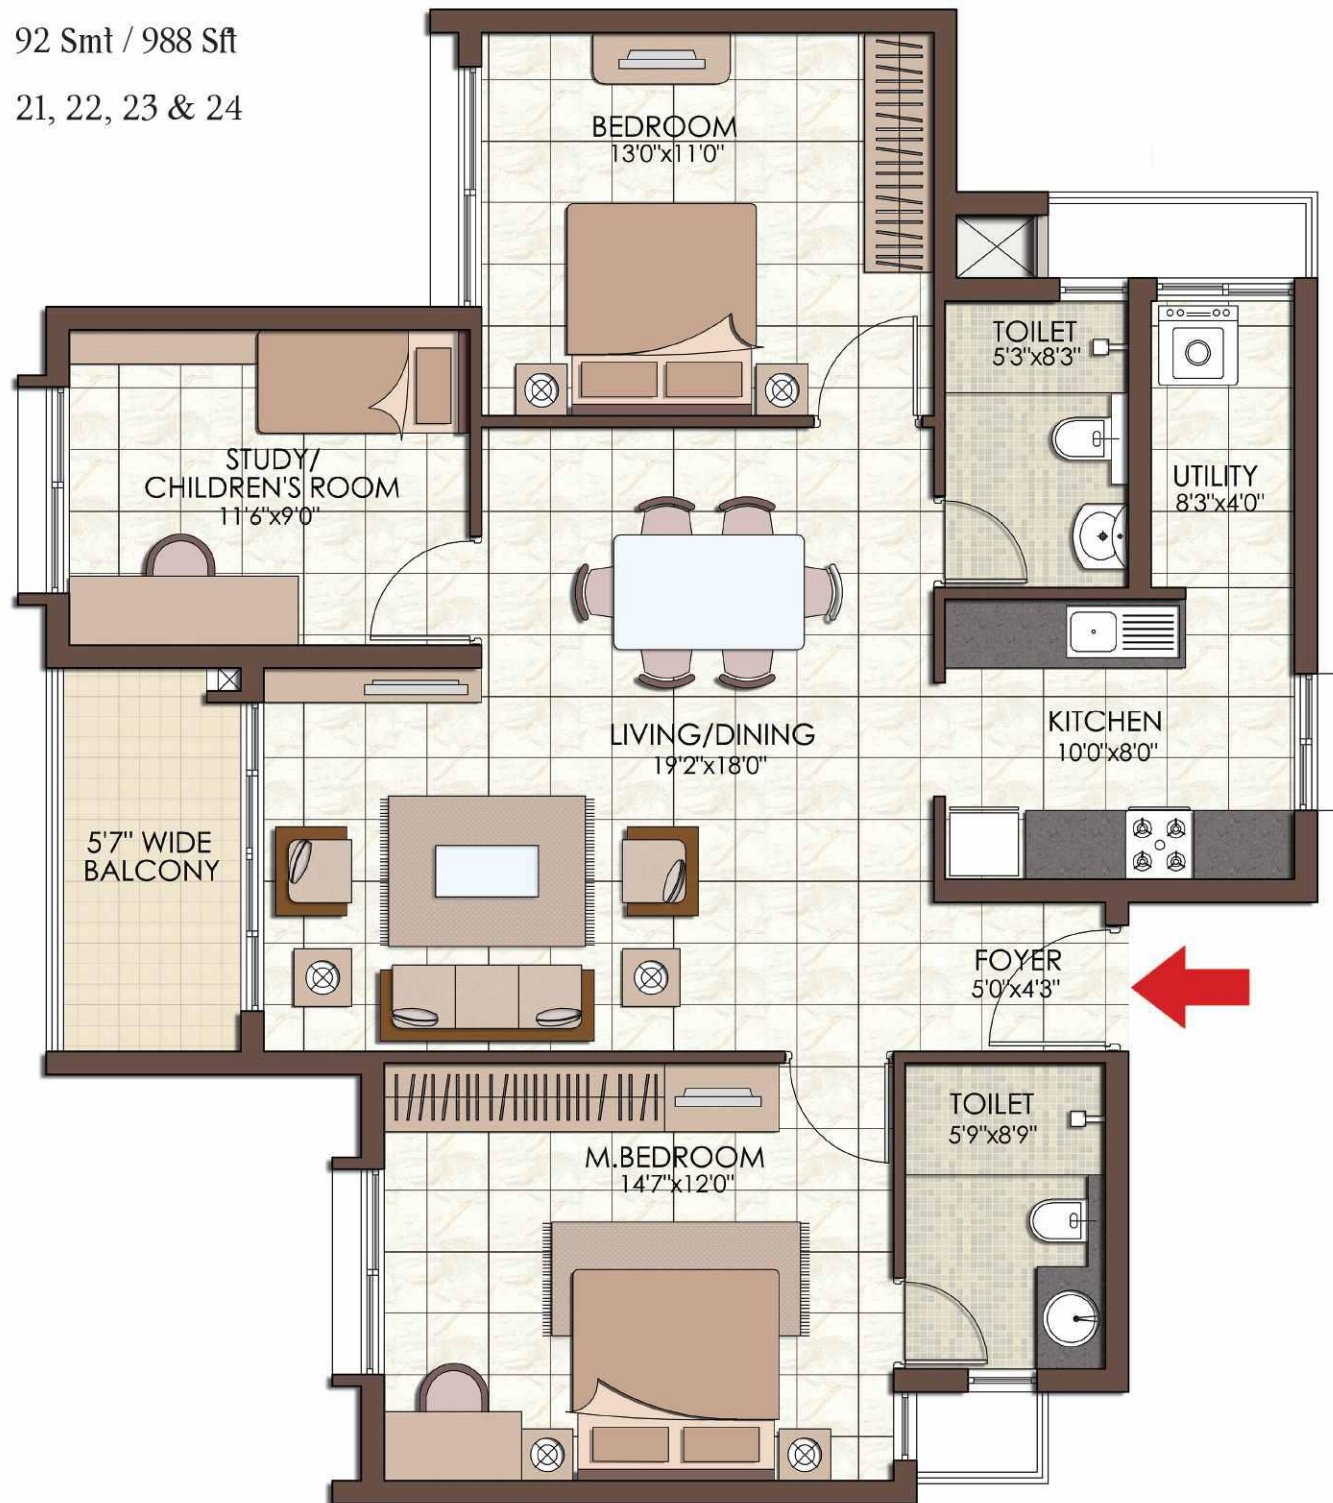 92 Smt / 988 Sft
21, 22, 23 & 24
BEDROOM
13'0"x11'0"
TOILET
5'3"x8'3"
STUDY/
CHILDREN'S ROOM
11'6"x9'0"
UTILITY
8'3"x4'0"
LIVING/DINING
19'2"x18'0"
KITCHEN
10'0"x8'0"
5'7" WIDE
BALCONY
FOYER
5'0"x4'3"
TOILET
5'9"x8'9"
M.BEDROOM
14'7"x12'0"